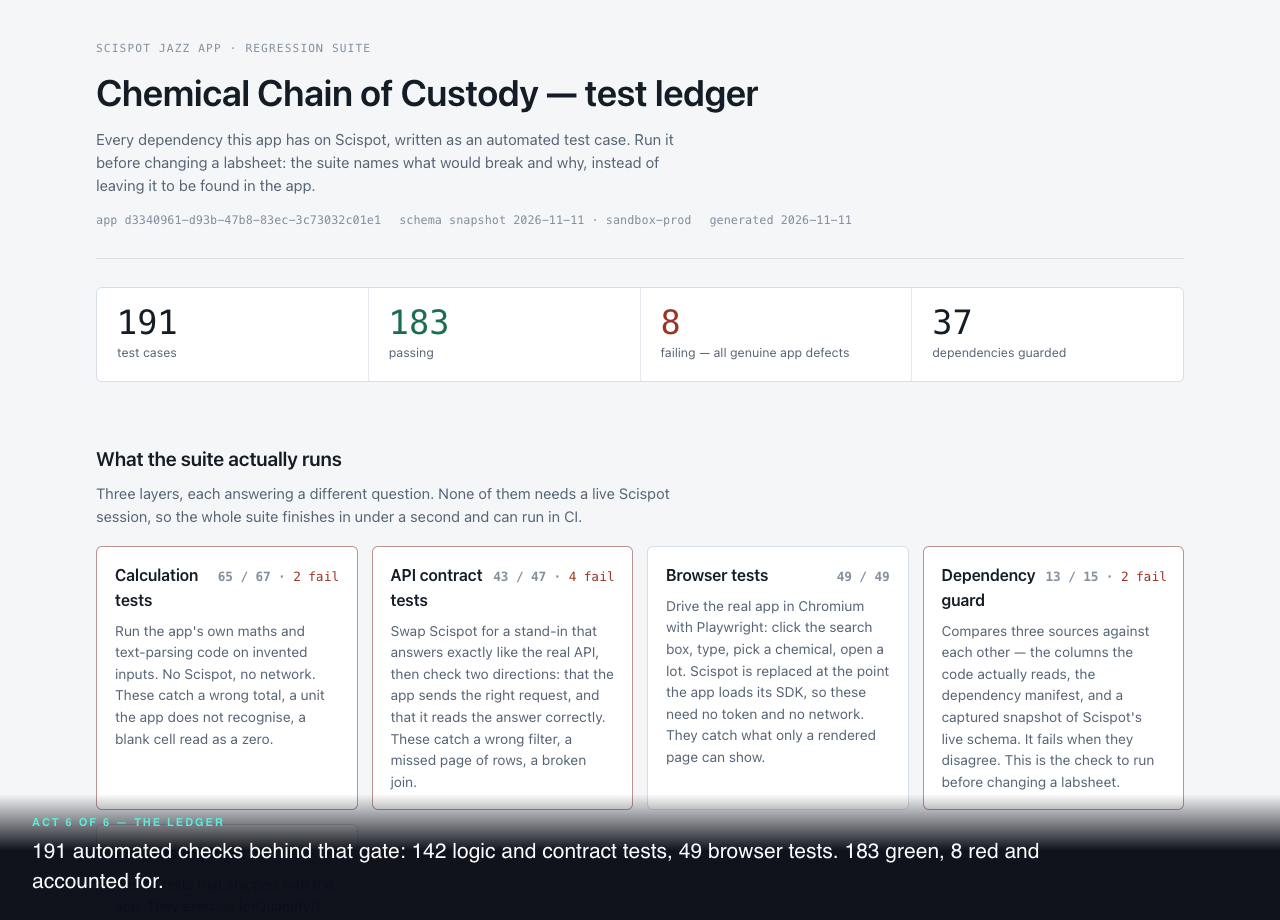 SCISPOT JAZZ APP · REGRESSION SUITE
Chemical Chain of Custody — test ledger
Every dependency this app has on Scispot, written as an automated test case. Run it
before changing a labsheet: the suite names what would break and why, instead of
leaving it to be found in the app.
app d3340961-d93b-47b8-83ec-3c73032c01e1 schema snapshot 2026-11-11 · sandbox-prod generated 2026-11-11
191
test cases
183
passing
8
failing — all genuine app defects
37
dependencies guarded
What the suite actually runs
Three layers, each answering a different question. None of them needs a live Scispot
session, so the whole suite finishes in under a second and can run in CI.
Calculation tests
65 / 67 · 2 fail
Run the app's own maths and
text-parsing code on invented
inputs. No Scispot, no network.
These catch a wrong total, a unit
the app does not recognise, a
blank cell read as a zero.
API contract tests
43 / 47 · 4 fail
Swap Scispot for a stand-in that
answers exactly like the real API,
then check two directions: that the
app sends the right request, and
that it reads the answer correctly.
These catch a wrong filter, a
missed page of rows, a broken
join.
Browser tests
49 / 49
Drive the real app in Chromium
with Playwright: click the search
box, type, pick a chemical, open a
lot. Scispot is replaced at the point
the app loads its SDK, so these
need no token and no network.
They catch what only a rendered
page can show.
Dependency guard
13 / 15 · 2 fail
Compares three sources against
each other — the columns the
code actually reads, the
dependency manifest, and a
captured snapshot of Scispot's
live schema. It fails when they
disagree. This is the check to run
before changing a labsheet.
ACT 6 OF 6 — THE LEDGER
191 automated checks behind that gate: 142 logic and contract tests, 49 browser tests. 183 green, 8 red and
accounted for.